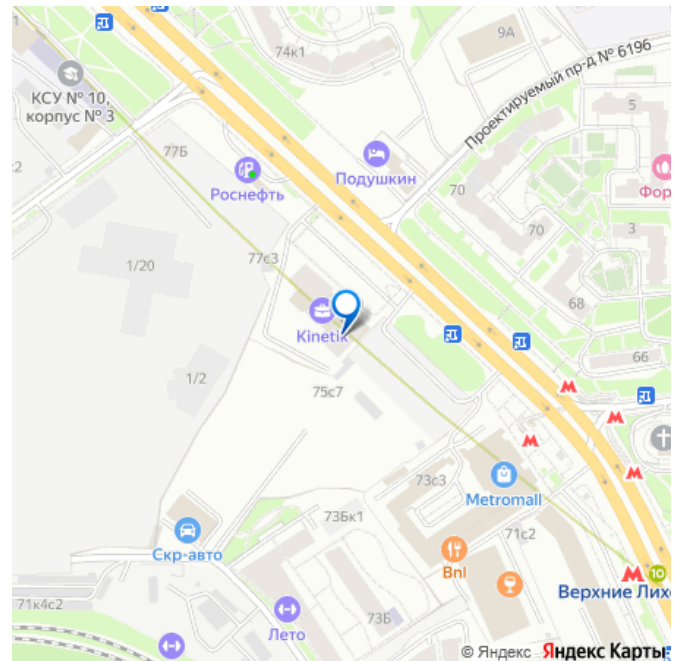 74к1
9А
Проектируемый пр-д № 6196
КСУ № 10,
корпус № 3
77Б
5
Роснефть
Подушкин
70
Фор
70
3
1/20
77с3
68
Kinetik
66
1/2
75с7
73с3
Metromall
73Бк1
71с2
Скр-авто
Bnl
10
Верхние Лихо
71к4с2
73Б
Лето
© Яндекс Яндекс Карты